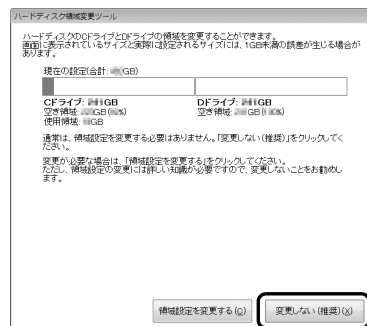 ハードディスク領域変更ツール
ハードディスクのCドライブとDドライブの領域を変更することができます。
画面に表示されているサイズと実際に設定されるサイズには、1GB未満の誤差が生じる場合が
あります。
現在の設定(合計: GB)
Cドライブ: GB
空き領域: GB( %)
使用領域: GB
Dドライブ: GB
空き領域: GB( %)
通常は、領域設定を変更する必要はありません。「変更しない(推奨)」をクリックしてく
ださい。
変更が必要な場合は、「領域設定を変更する」をクリックしてください。
ただし、領域設定の変更には詳しい知識が必要ですので、変更しないことをお勧めし
ます。
領域設定を変更する(O)
変更しない(推奨)(X)